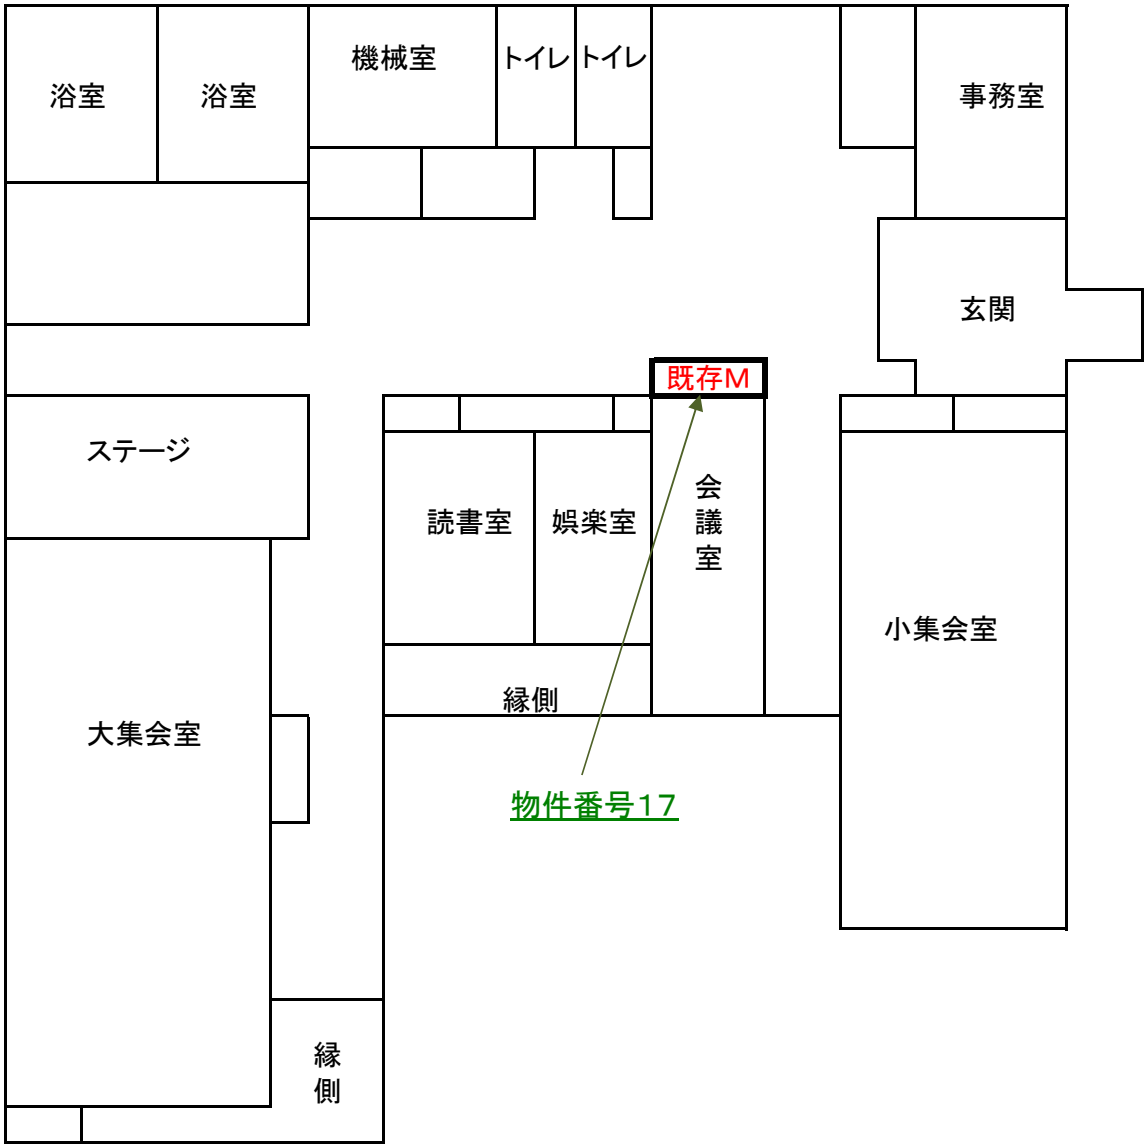 機械室
トイレ
トイレ
浴室
浴室
事務室
玄関
既存M
ステージ
読書室
娯楽室
会
議
室
小集会室
縁側
大集会室
物件番号17
縁
側